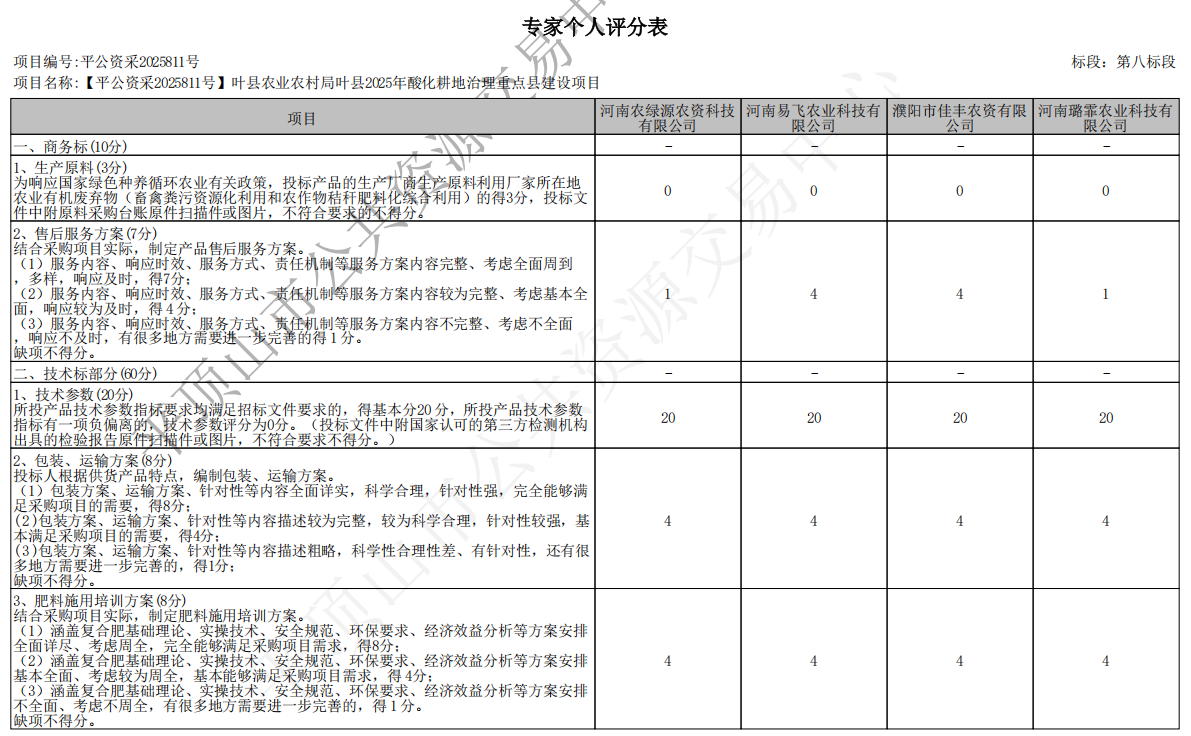 专家个人评分表
项目编号:平公资采2025811号
标段：第八标段
项目名称:【平公资采2025811号】叶县农业农村局叶县2025年酸化耕地治理重点县建设项目
项目
河南农绿源农资科技有限公司
河南易飞农业科技有限公司
濮阳市佳丰农资有限公司
河南璐霏农业科技有限公司
一、商务标(10分)
－ － － －
1、生产原料(3分)
为响应国家绿色种养循环农业有关政策，投标产品的生产厂商生产原料利用厂家所在地
农业有机废弃物（畜禽粪污资源化利用和农作物秸秆肥料化综合利用）的得3分，投标文
件中附原料采购台账原件扫描件或图片，不符合要求的不得分。
0 0 0 0
2、售后服务方案(7分)
结合采购项目实际，制定产品售后服务方案。
（1）服务内容、响应时效、服务方式、责任机制等服务方案内容完整、考虑全面周到
，多样，响应及时，得7分；
（2）服务内容、响应时效、服务方式、责任机制等服务方案内容较为完整、考虑基本全
面，响应较为及时，得 4 分；
（3）服务内容、响应时效、服务方式、责任机制等服务方案内容不完整、考虑不全面
，响应不及时，有很多地方需要进一步完善的得 1 分。
缺项不得分。
1 4 4 1
二、技术标部分(60分)
－ － － －
1、技术参数(20分)
所投产品技术参数指标要求均满足招标文件要求的，得基本分20 分，所投产品技术参数
指标有一项负偏离的，技术参数评分为0分。（投标文件中附国家认可的第三方检测机构
出具的检验报告原件扫描件或图片，不符合要求不得分。）
20 20 20 20
2、包装、运输方案(8分)
投标人根据供货产品特点，编制包装、运输方案。
（1）包装方案、运输方案、针对性等内容全面详实，科学合理，针对性强，完全能够满
足采购项目的需要，得8分；
(2)包装方案、运输方案、针对性等内容描述较为完整，较为科学合理，针对性较强，基
本满足采购项目的需要，得4分；
(3)包装方案、运输方案、针对性等内容描述粗略，科学性合理性差、有针对性，还有很
多地方需要进一步完善的，得1分；
缺项不得分。
4 4 4 4
3、肥料施用培训方案(8分)
结合采购项目实际，制定肥料施用培训方案。
（1）涵盖复合肥基础理论、实操技术、安全规范、环保要求、经济效益分析等方案安排
全面详尽、考虑周全，完全能够满足采购项目需求，得8分；
（2）涵盖复合肥基础理论、实操技术、安全规范、环保要求、经济效益分析等方案安排
基本全面、考虑较为周全，基本能够满足采购项目需求，得 4分；
（3）涵盖复合肥基础理论、实操技术、安全规范、环保要求、经济效益分析等方案安排
不全面、考虑不周全，有很多地方需要进一步完善的，得 1 分。
缺项不得分。
4 4 4 4
平顶山市公共资源交易中
平顶山市公共资源交易中心